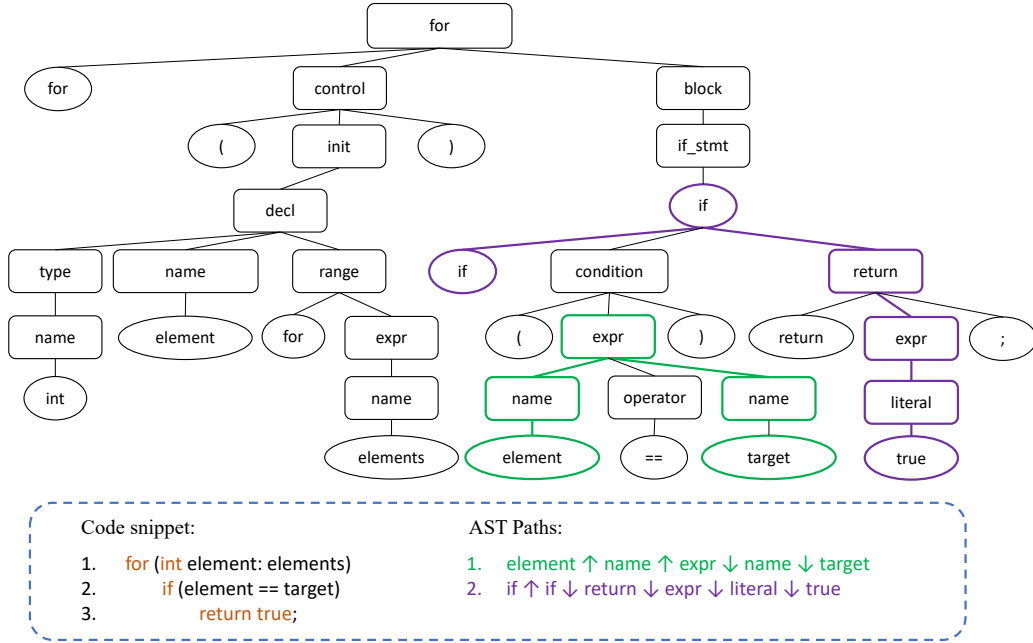 for
for control block
( init ) if_stmt
decl if
type name range if condition return
name element for expr ( expr ) return expr ;
int name name operator name literal
elements element == target true
Code snippet: AST Paths:
1. for (int element: elements) 1. element ↑ name ↑ expr ↓ name ↓ target
2. if (element == target) 2. if ↑ if ↓ return ↓ expr ↓ literal ↓ true
3. return true;